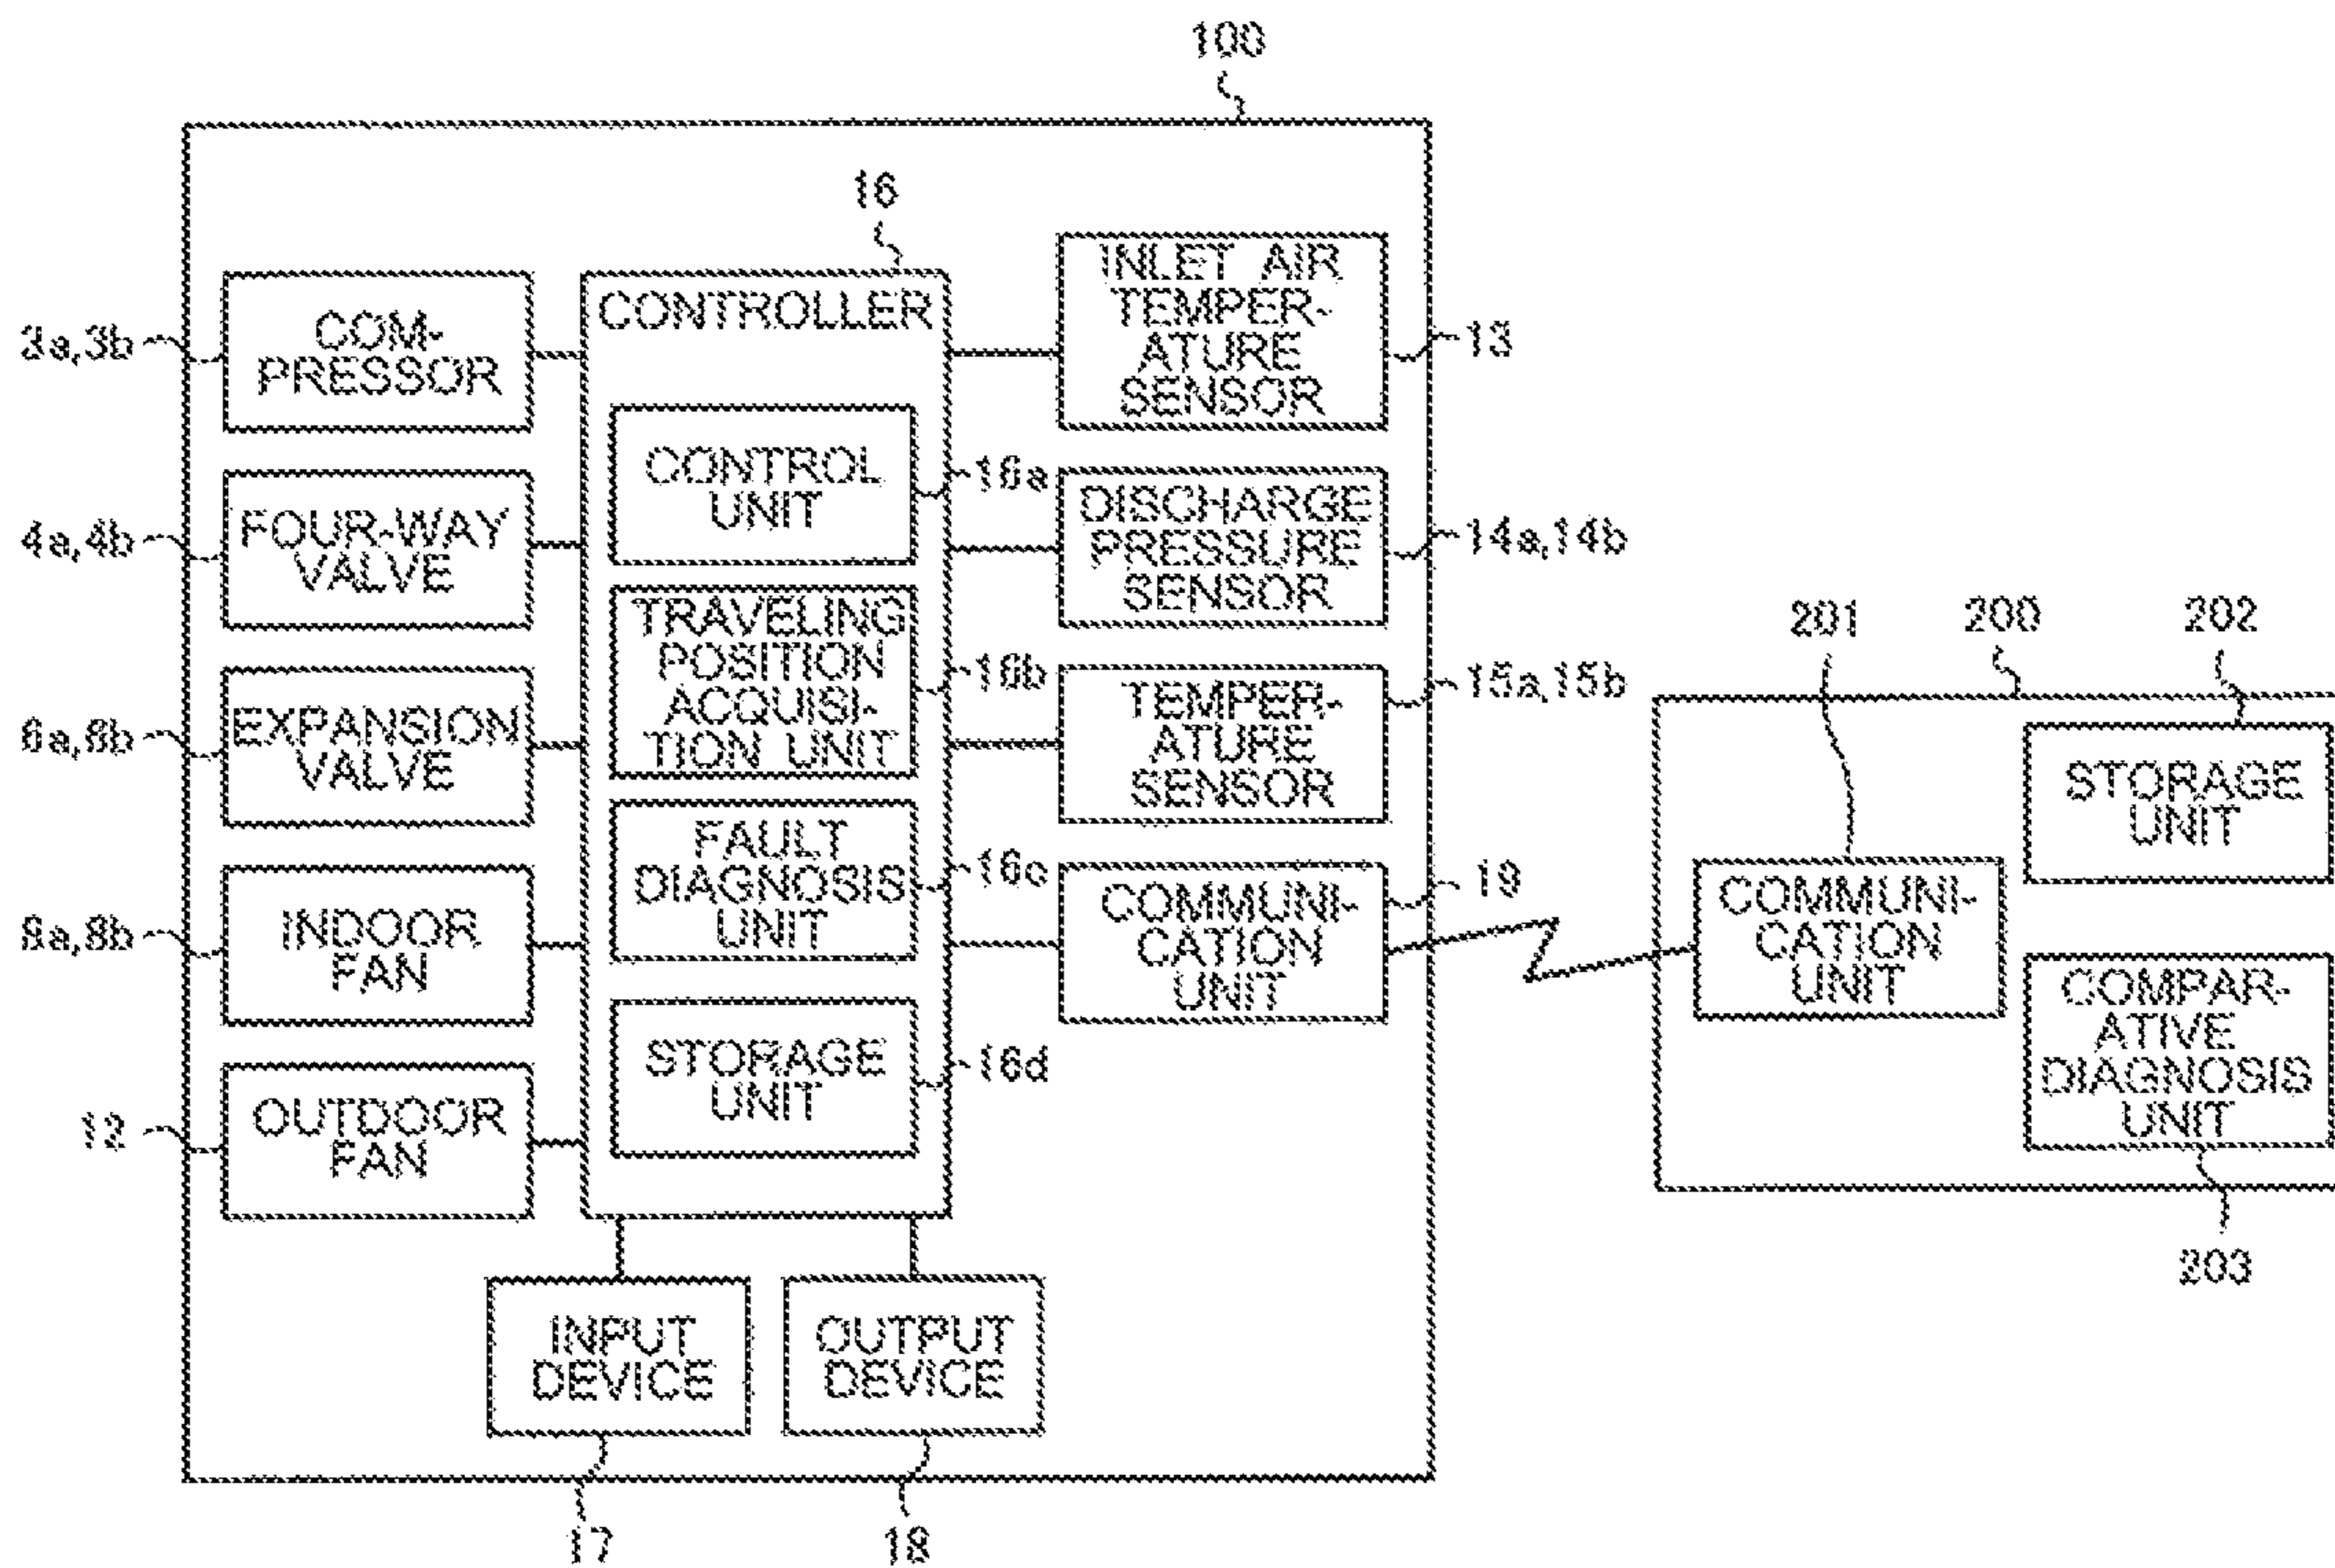 100
16
COM-
PRESSOR
3a,3b
FOUR-WAY
VALVE
4a,4b
EXPANSION
VALVE
6a,6b
INDOOR
FAN
8a,8b
OUTDOOR
FAN
12
CONTROLLER
CONTROL
UNIT
16a
TRAVELING
POSITION
ACQUISI-
TION UNIT
16b
FAULT
DIAGNOSIS
UNIT
16c
STORAGE
UNIT
16d
INLET AIR
TEMPER-
ATURE
SENSOR
13
DISCHARGE
PRESSURE
SENSOR
14a,14b
TEMPER-
ATURE
SENSOR
15a,15b
COMMUNI-
CATION
UNIT
19
INPUT
DEVICE
17
OUTPUT
DEVICE
18
201
200
202
COMMUNI-
CATION
UNIT
STORAGE
UNIT
COMPAR-
ATIVE
DIAGNOSIS
UNIT
203